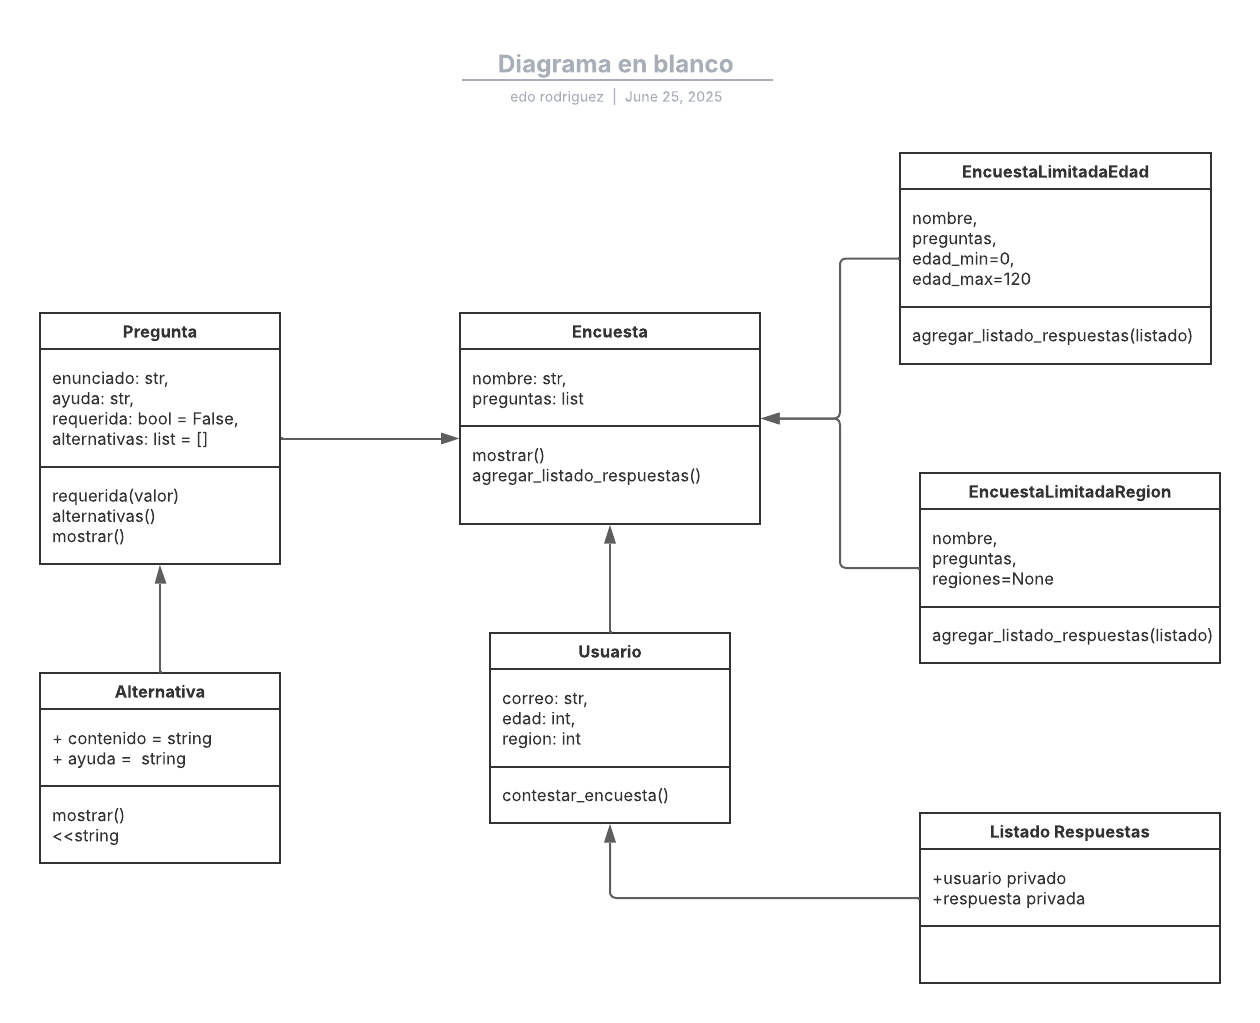 Diagrama en blanco
edo rodriguez | June 25, 2025
EncuestaLimitadaEdad
nombre,
preguntas,
edad_min=0,
edad_max=120
agregar_listado_respuestas(listado)
Pregunta
enunciado: str,
ayuda: str,
requerida: bool = False,
alternativas: list = []
requerida(valor)
alternativas()
mostrar()
Encuesta
nombre: str,
preguntas: list
mostrar()
agregar_listado_respuestas()
EncuestaLimitadaRegion
nombre,
preguntas,
regiones=None
agregar_listado_respuestas(listado)
Alternativa
+ contenido = string
+ ayuda =  string
mostrar()
<<string
Usuario
correo: str,
edad: int,
region: int
contestar_encuesta()
Listado Respuestas
+usuario privado
+respuesta privada